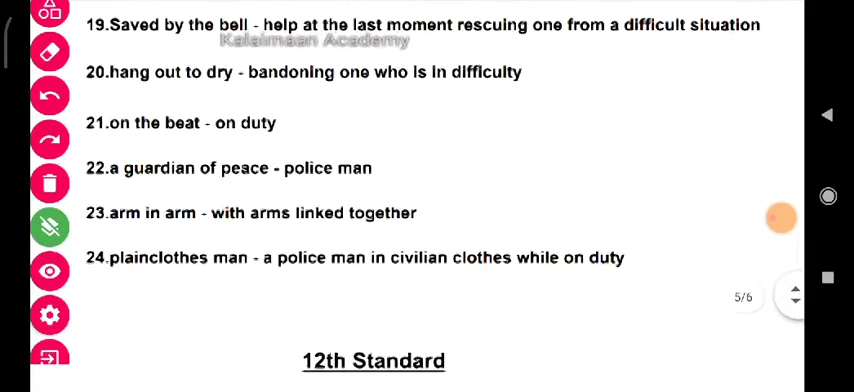 19.Saved by the bell - help at the last moment rescuing one from a difficult situation
Kalaimaan Academy
20.hang out to dry - bandoning one who is in difficulty
21.on the beat - on duty
22.a guardian of peace - police man
23.arm in arm - with arms linked together
24.plainclothes man - a police man in civilian clothes while on duty
5/6
12th Standard